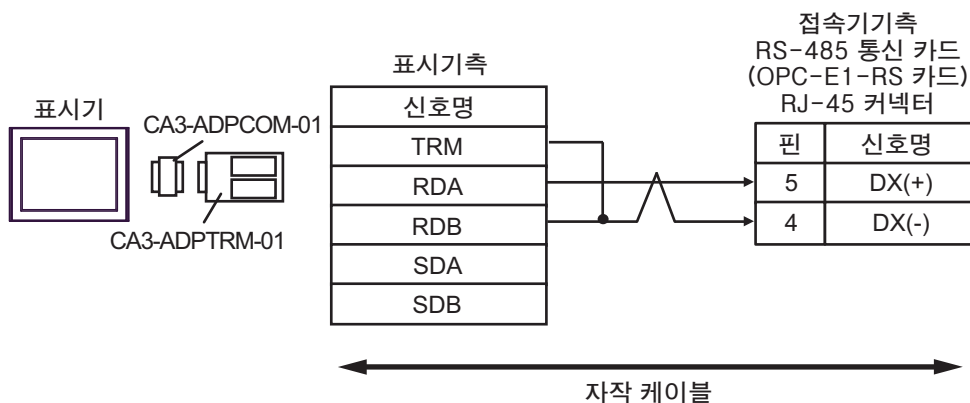 표시기
CA3-ADPCOM-01
CA3-ADPTRM-01
표시기측
신호명
TRM
RDA
RDB
SDA
SDB
접속기기측
RS-485 통신 카드
(OPC-E1-RS 카드)
RJ-45 커넥터
핀 신호명
5 DX(+)
4 DX(-)
자작 케이블